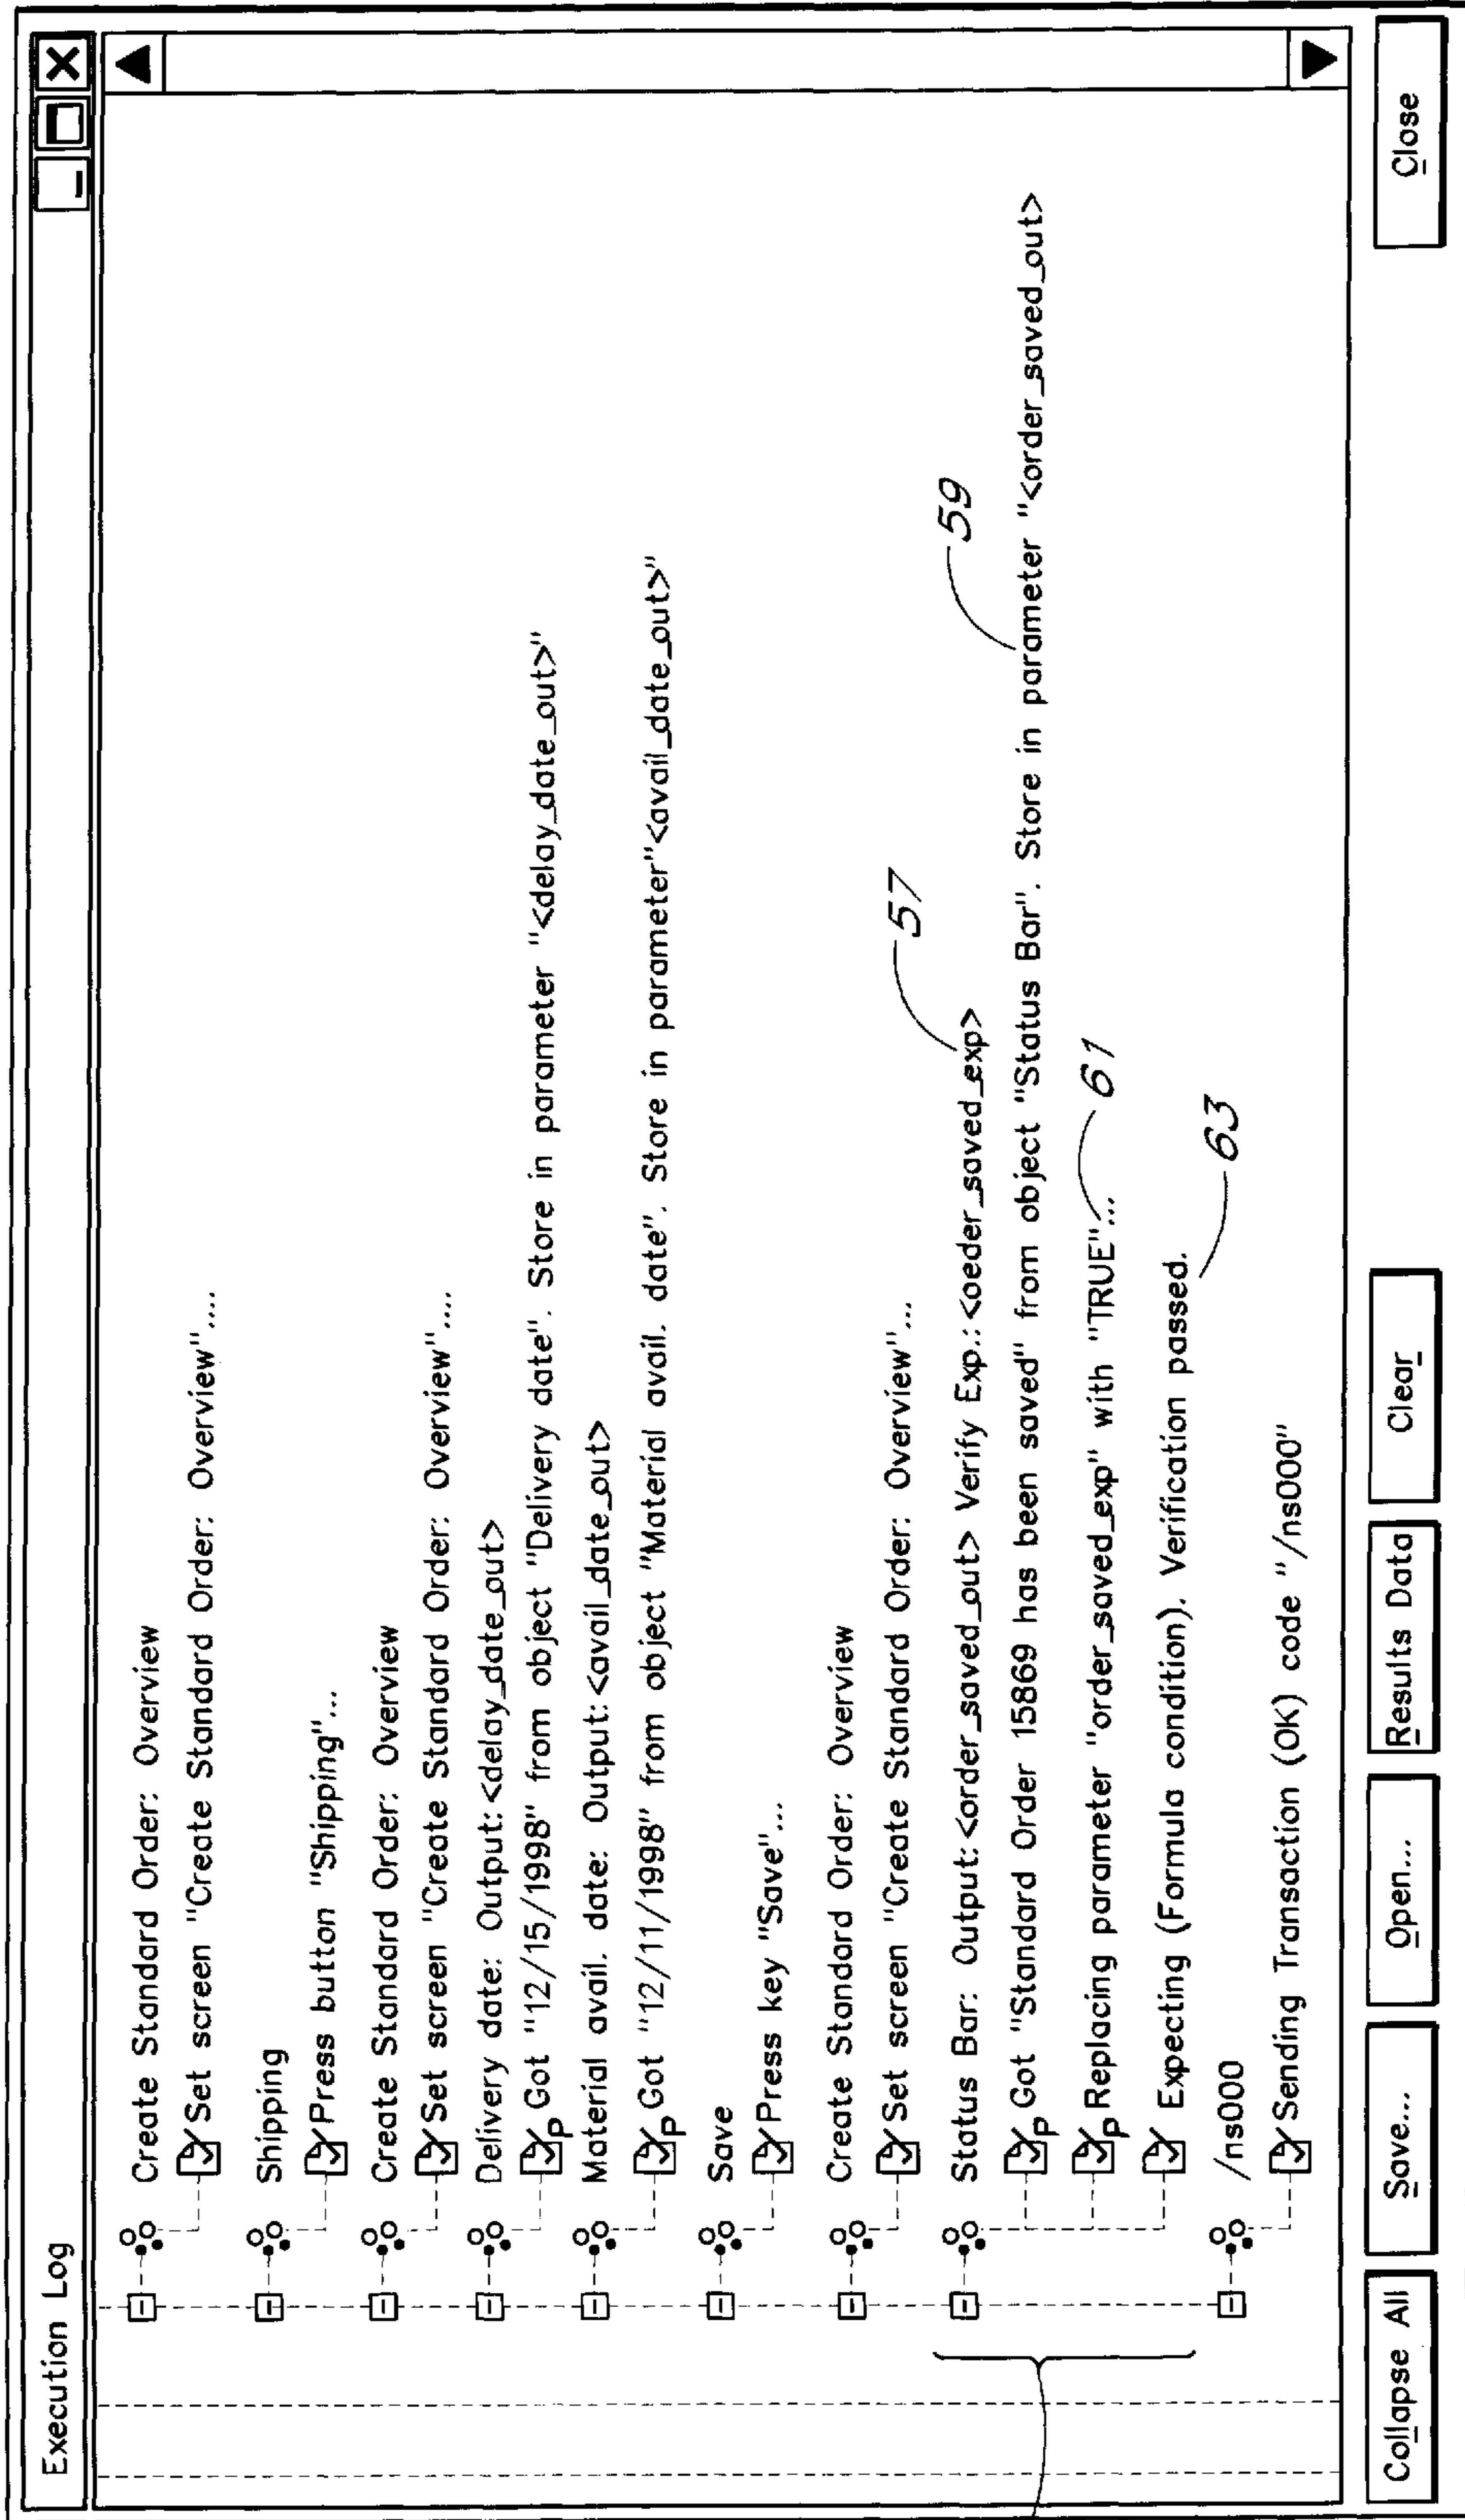 Execution Log
Create Standard Order: Overview
Set screen "Create Standard Order: Overview"....
Shipping
Press button "Shipping"...
Create Standard Order: Overview
Set screen "Create Standard Order: Overview"....
Delivery date: Output:<delay_date_out>
P Got "12/15/1998" from object "Delivery date". Store in parameter "<delay_date_out>"
Material avail. date: Output:<avail_date_out>
P Got "12/11/1998" from object "Material avail. date". Store in parameter"<avail_date_out>"
Save
Press key "Save"...
Create Standard Order: Overview
Set screen "Create Standard Order: Overview"...
57
Status Bar: Output:<order_saved_out> Verify Exp.:<oeder_saved_exp>
59
P Got "Standard Order 15869 has been saved" from object "Status Bar". Store in parameter "<order_saved_out>
P Replacing parameter "order_saved_exp" with "TRUE"...
61
Expecting (Formula condition). Verification passed.
63
/ns000
Sending Transaction (OK) code "/ns000"
Collapse All
Save...
Open...
Results Data
Clear
Close